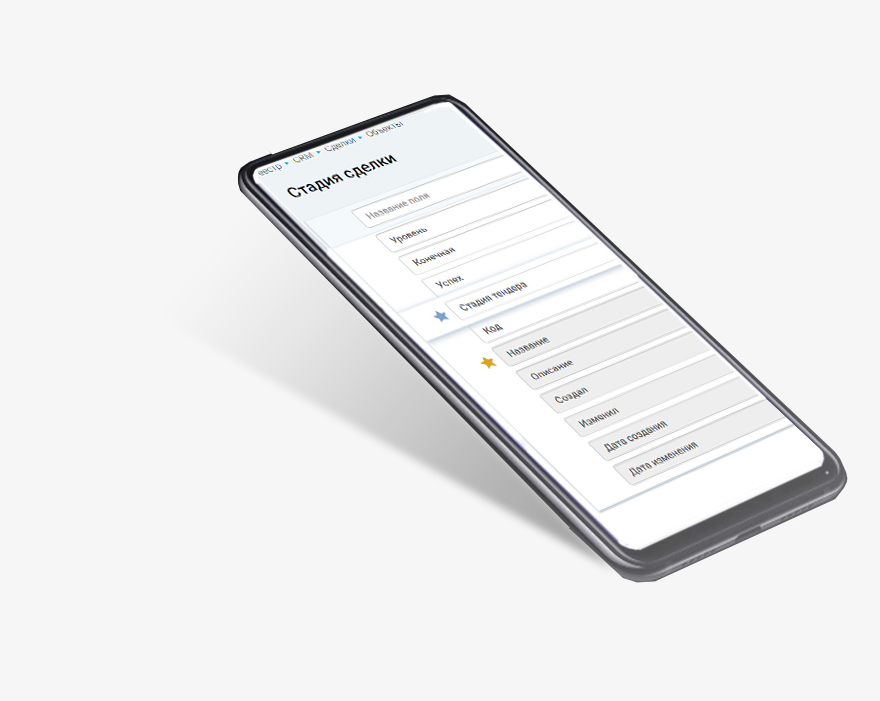 CRM ▸ Сделки ▸ Объекты
Стадия сделки
Название поля
Уровень
Конечная
Успех
Стадия тендера
Код
Название
Описание
Создал
Изменил
Дата создания
Дата изменения